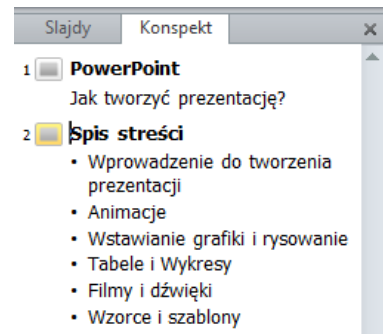 Slajdy Konspekt
1 PowerPoint
Jak tworzyć prezentację?
2 Spis streści
• Wprowadzenie do tworzenia
prezentacji
• Animacje
• Wstawianie grafiki i rysowanie
• Tabele i Wykresy
• Filmy i dźwięki
• Wzorce i szablony